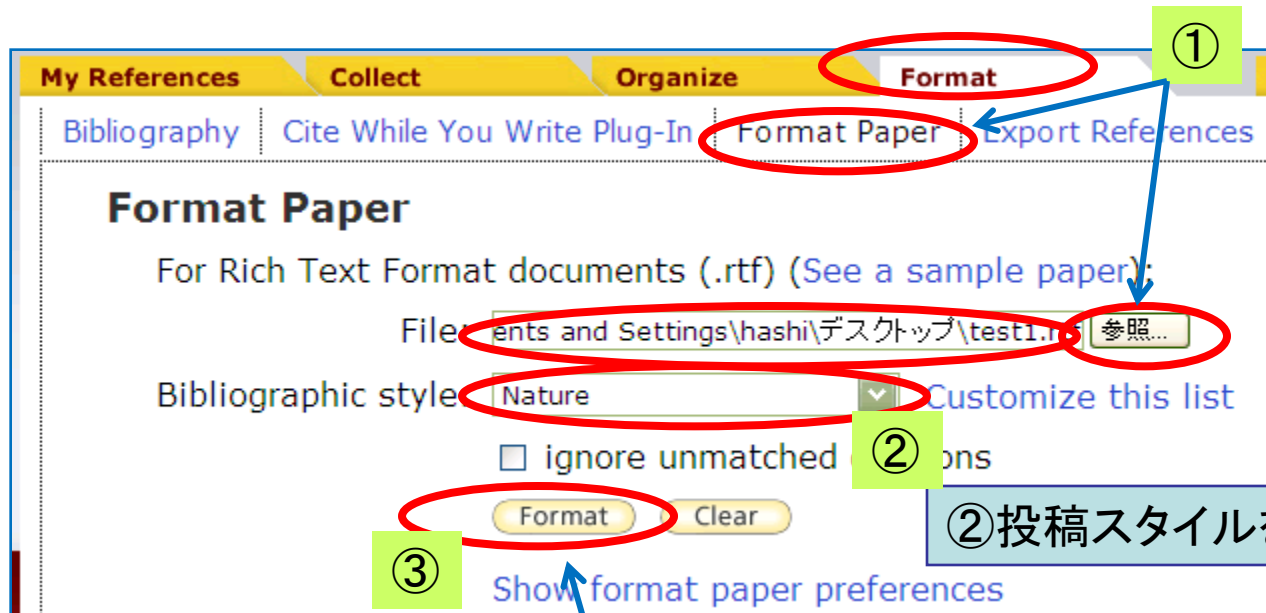 ①
My References Collect Organize Format
Bibliography Cite While You Write Plug-In Format Paper Export References
Format Paper
For Rich Text Format documents (.rtf) (See a sample paper):
File: ents and Settings\hashi\デスクトップ\test1.rtf 参照...
Bibliographic style: Nature Customize this list
ignore unmatched
②
Format Clear
②投稿スタイルを
③
Show format paper preferences